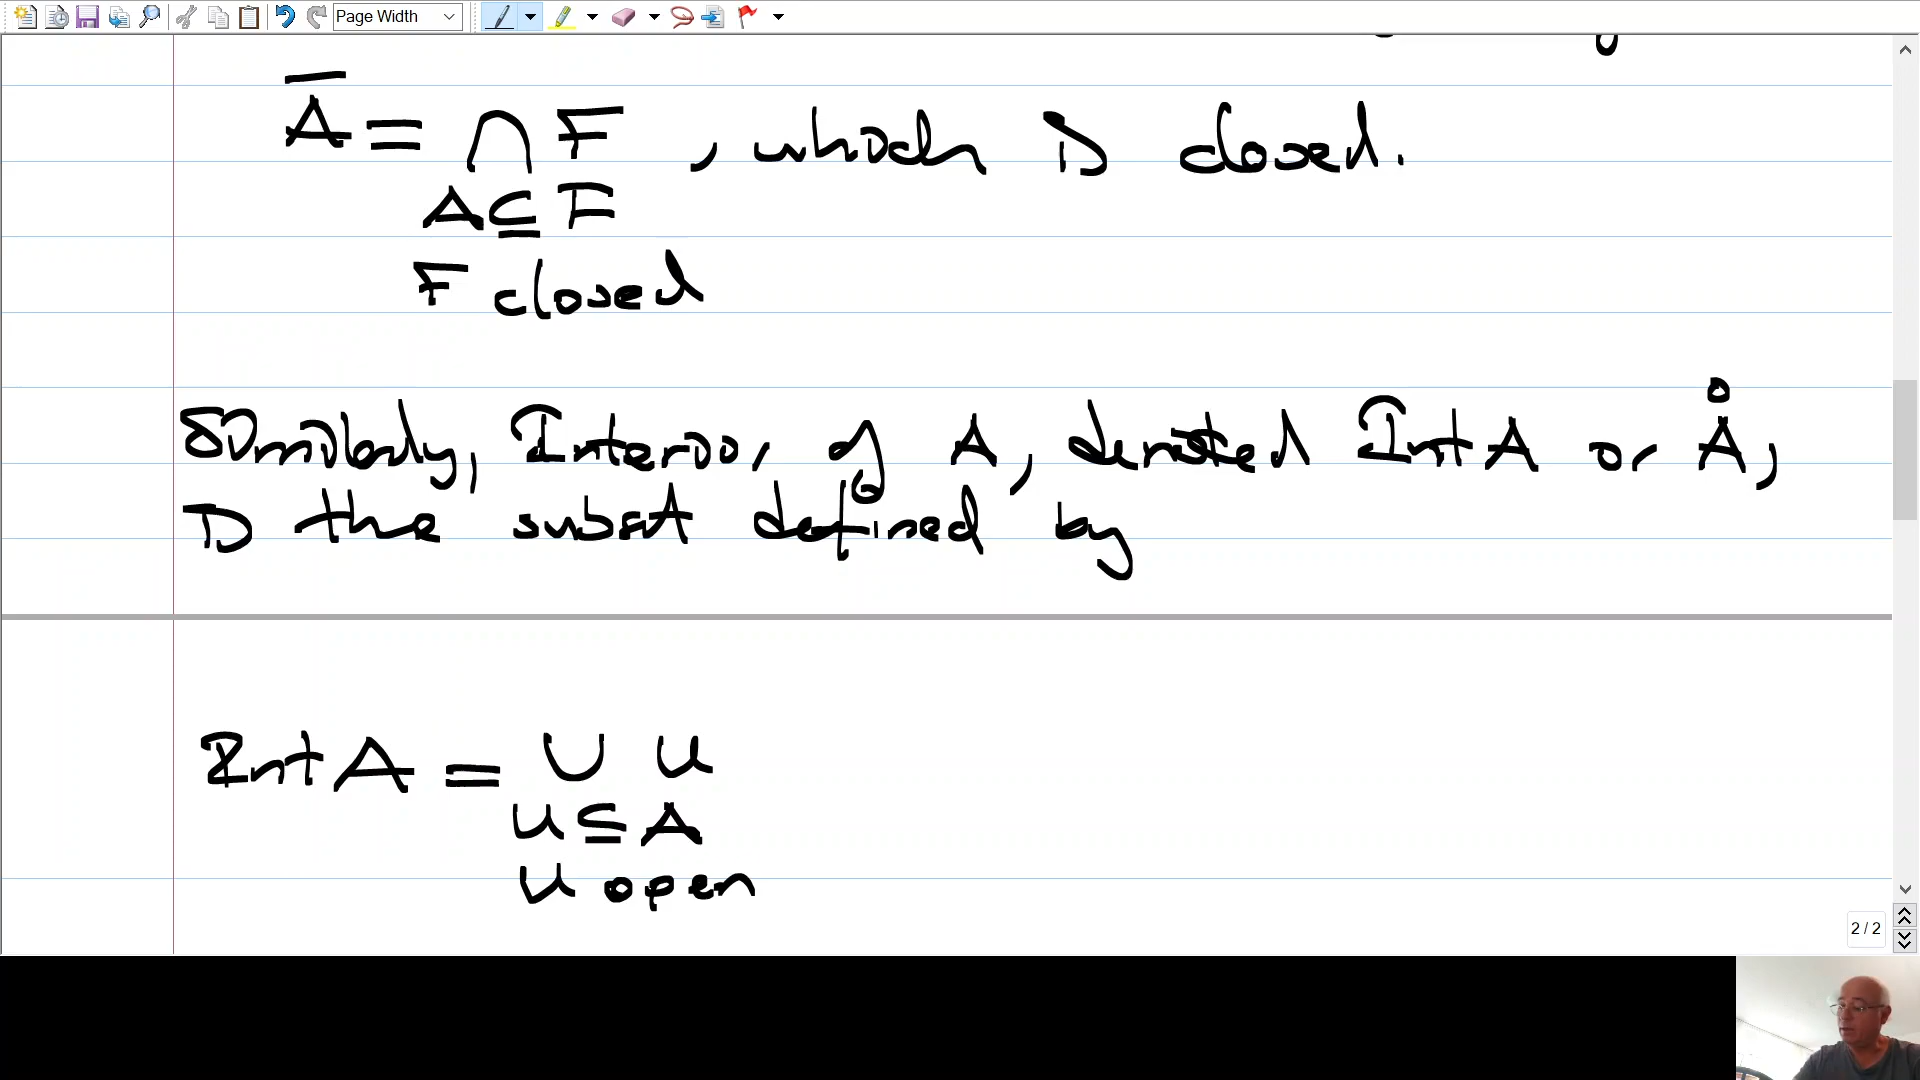 Page Width
A̅ = ∩ F , which is closed.
A ⊆ F
F closed
Similarly, Interior of A, denoted Int A or Å,
is the subset defined by
Int A = ∪ U
U ⊆ A
U open
2 / 2